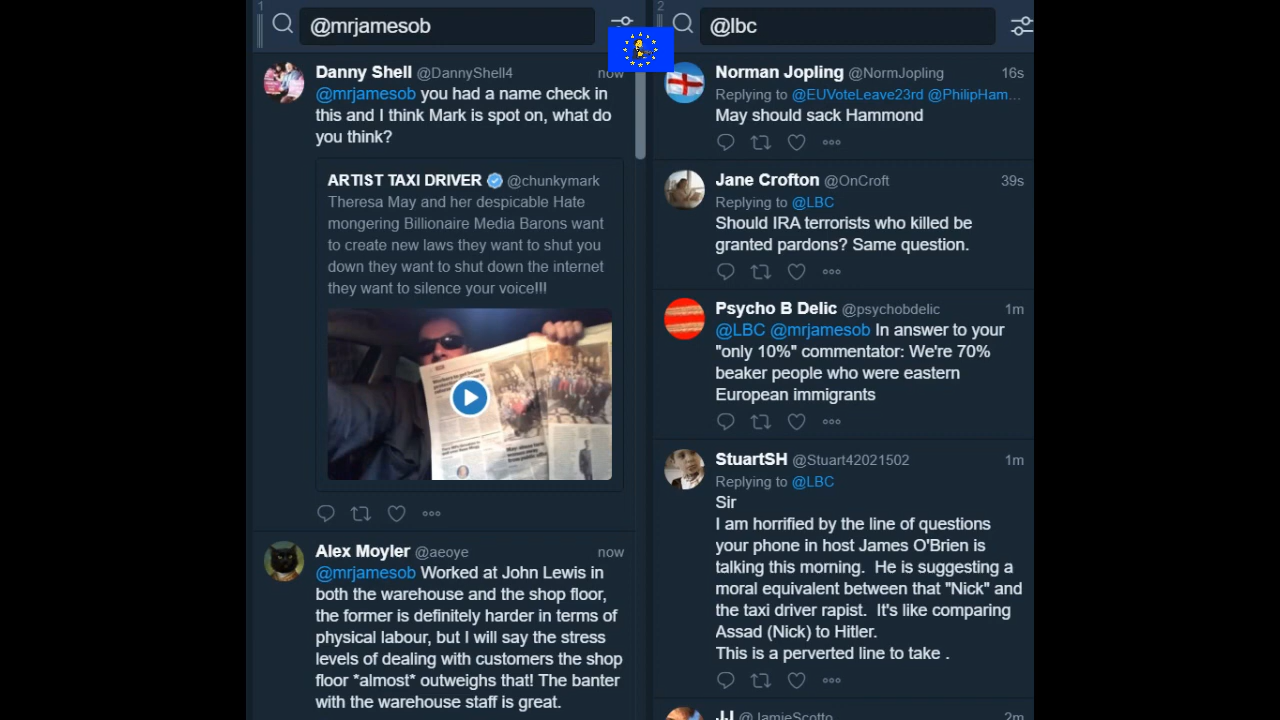 1
@mrjamesob
Danny Shell @DannyShell4 now
@mrjamesob you had a name check in
this and I think Mark is spot on, what do
you think?
ARTIST TAXI DRIVER @chunkymark
Theresa May and her despicable Hate
mongering Billionaire Media Barons want
to create new laws they want to shut you
down they want to shut down the internet
they want to silence your voice!!!
Alex Moyler @aeoye now
@mrjamesob Worked at John Lewis in
both the warehouse and the shop floor,
the former is definitely harder in terms of
physical labour, but I will say the stress
levels of dealing with customers the shop
floor *almost* outweighs that! The banter
with the warehouse staff is great.
2
@lbc
Norman Jopling @NormJopling 16s
Replying to @EUVoteLeave23rd @PhilipHam...
May should sack Hammond
Jane Crofton @OnCroft 39s
Replying to @LBC
Should IRA terrorists who killed be
granted pardons? Same question.
Psycho B Delic @psychobdelic 1m
@LBC @mrjamesob In answer to your
"only 10%" commentator: We're 70%
beaker people who were eastern
European immigrants
StuartSH @Stuart42021502 1m
Replying to @LBC
Sir
I am horrified by the line of questions
your phone in host James O'Brien is
talking this morning.  He is suggesting a
moral equivalent between that "Nick" and
the taxi driver rapist.  It's like comparing
Assad (Nick) to Hitler.
This is a perverted line to take .
JJ @JamieScotto 2m